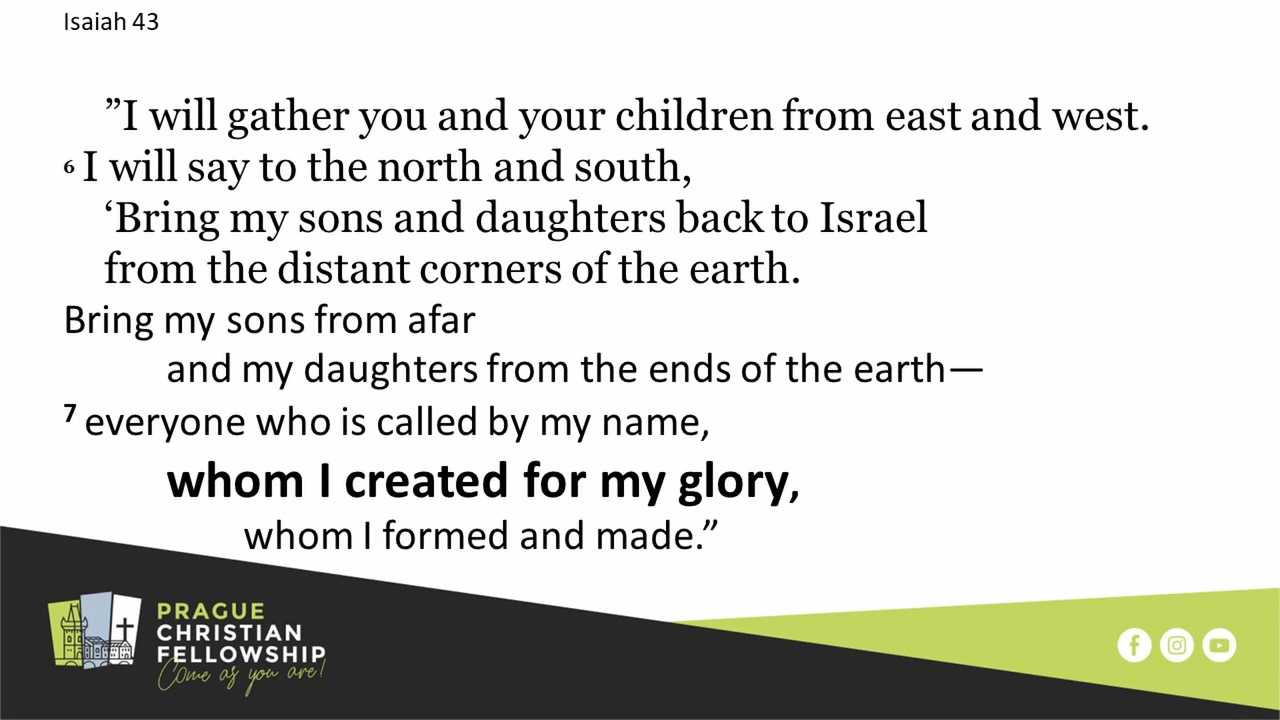 Isaiah 43
”I will gather you and your children from east and west.
6 I will say to the north and south,
‘Bring my sons and daughters back to Israel
from the distant corners of the earth.
Bring my sons from afar
and my daughters from the ends of the earth—
7 everyone who is called by my name,
whom I created for my glory,
whom I formed and made.”
PRAGUE
CHRISTIAN
FELLOWSHIP
Come as you are!